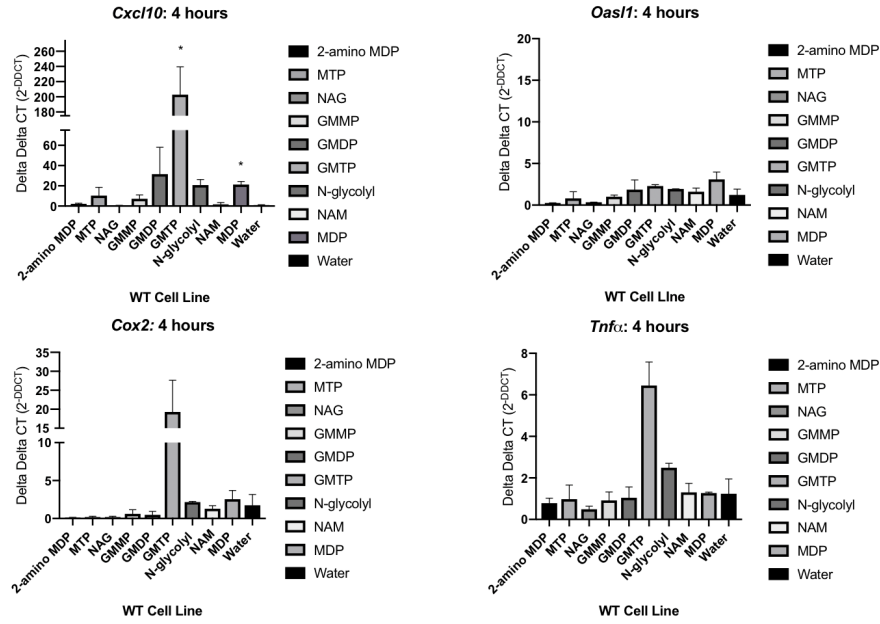 Cxcl10: 4 hours
Delta Delta CT (2-DDCT)
260
240
220
200
180
60
40
20
0
2-amino MDP
MTP
NAG
GMMP
GMDP
GMTP
N-glycolyl
NAM
MDP
Water
*
*
WT Cell Line
2-amino MDP
MTP
NAG
GMMP
GMDP
GMTP
N-glycolyl
NAM
MDP
Water
Oasl1: 4 hours
Delta Delta CT (2-DDCT)
20
15
10
5
0
2-amino MDP
MTP
NAG
GMMP
GMDP
GMTP
N-glycolyl
NAM
MDP
Water
WT Cell LIne
2-amino MDP
MTP
NAG
GMMP
GMDP
GMTP
N-glycolyl
NAM
MDP
Water
Cox2: 4 hours
Delta Delta CT (2-DDCT)
35
30
25
20
15
10
5
0
2-amino MDP
MTP
NAG
GMMP
GMDP
GMTP
N-glycolyl
NAM
MDP
Water
WT Cell Line
2-amino MDP
MTP
NAG
GMMP
GMDP
GMTP
N-glycolyl
NAM
MDP
Water
Tnfα: 4 hours
Delta Delta CT (2-DDCT)
8
6
4
2
0
2-amino MDP
MTP
NAG
GMMP
GMDP
GMTP
N-glycolyl
NAM
MDP
Water
WT Cell Line
2-amino MDP
MTP
NAG
GMMP
GMDP
GMTP
N-glycolyl
NAM
MDP
Water